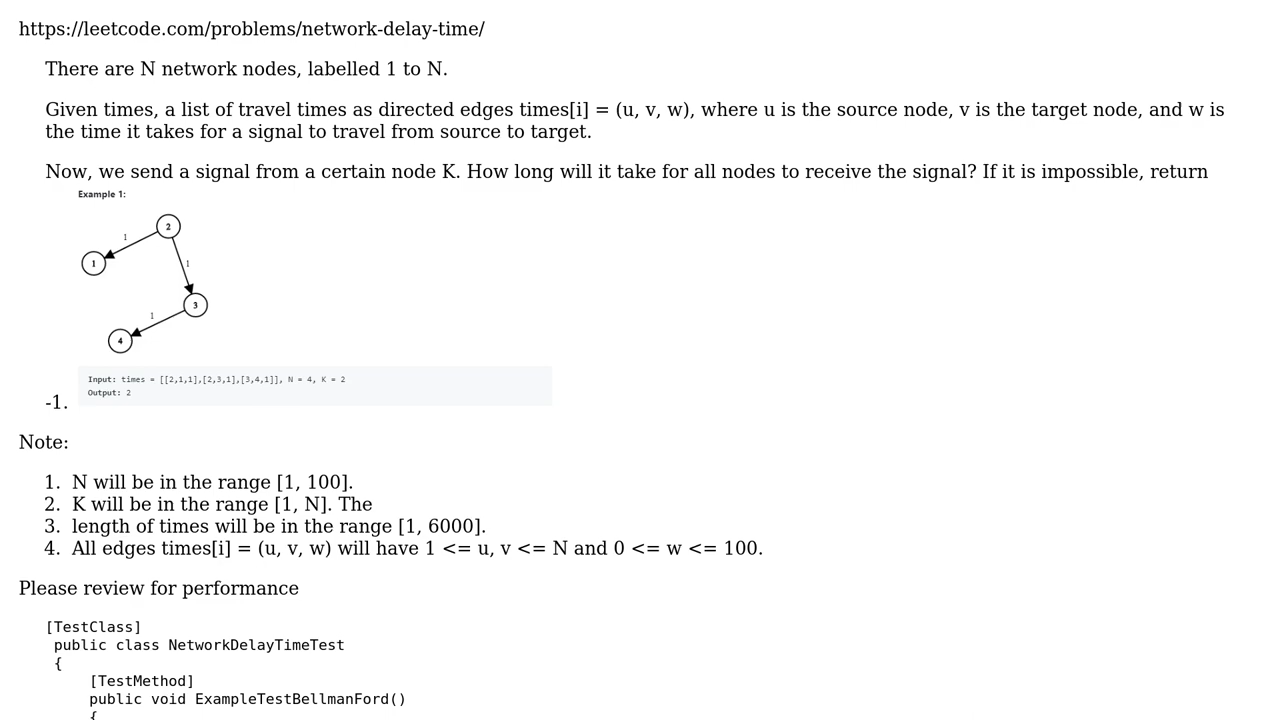 https://leetcode.com/problems/network-delay-time/
There are N network nodes, labelled 1 to N.
Given times, a list of travel times as directed edges times[i] = (u, v, w), where u is the source node, v is the target node, and w is
the time it takes for a signal to travel from source to target.
Now, we send a signal from a certain node K. How long will it take for all nodes to receive the signal? If it is impossible, return
Example 1:
2
1
1
1
3
1
4
Input: times = [[2,1,1],[2,3,1],[3,4,1]], N = 4, K = 2
Output: 2
-1.
Note:
1. N will be in the range [1, 100].
2. K will be in the range [1, N]. The
3. length of times will be in the range [1, 6000].
4. All edges times[i] = (u, v, w) will have 1 <= u, v <= N and 0 <= w <= 100.
Please review for performance
[TestClass]
public class NetworkDelayTimeTest
{
[TestMethod]
public void ExampleTestBellmanFord()
{